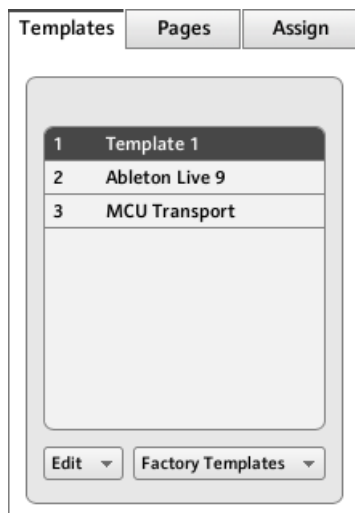 Templates Pages Assign
1 Template 1
2 Ableton Live 9
3 MCU Transport
Edit Factory Templates